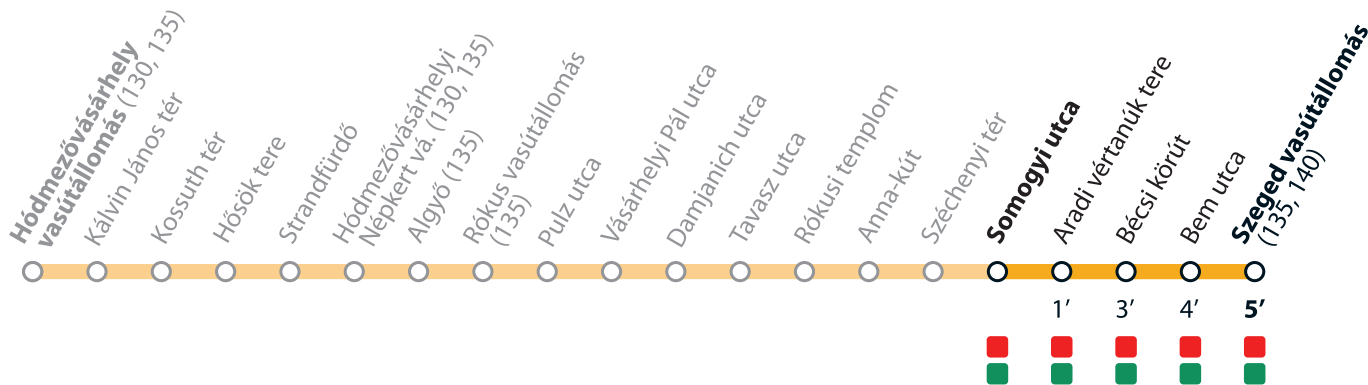 Hódmezővásárhely
vasútállomás (130, 135)
Kálvin János tér
Kossuth tér
Hősök tere
Strandfürdő
Hódmezővásárhelyi
Népkert vá. (130, 135)
Algyő (135)
Rókus vasútállomás
(135)
Pulz utca
Vásárhelyi Pál utca
Damjanich utca
Tavasz utca
Rókusi templom
Anna-kút
Széchenyi tér
Somogyi utca
Aradi vértanúk tere
Bécsi körút
Bem utca
Szeged vasútállomás
(135, 140)
1’ 3’ 4’ 5’